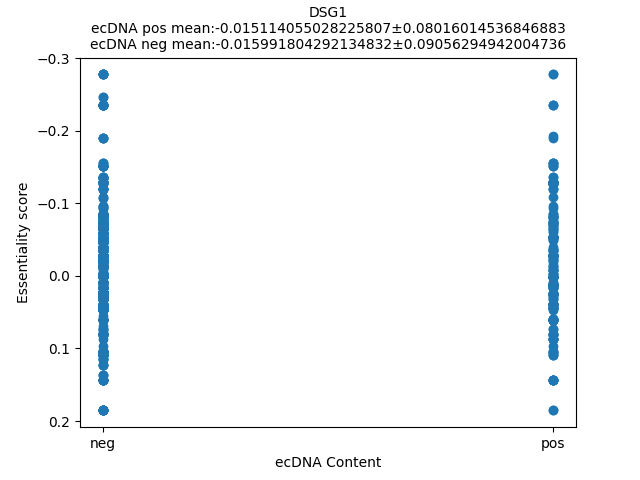 DSG1
ecDNA pos mean:-0.015114055028225807±0.08016014536846883
ecDNA neg mean:-0.015991804292134832±0.09056294942004736
−0.3
−0.2
−0.1
0.0
0.1
0.2
Essentiality score
neg
pos
ecDNA Content